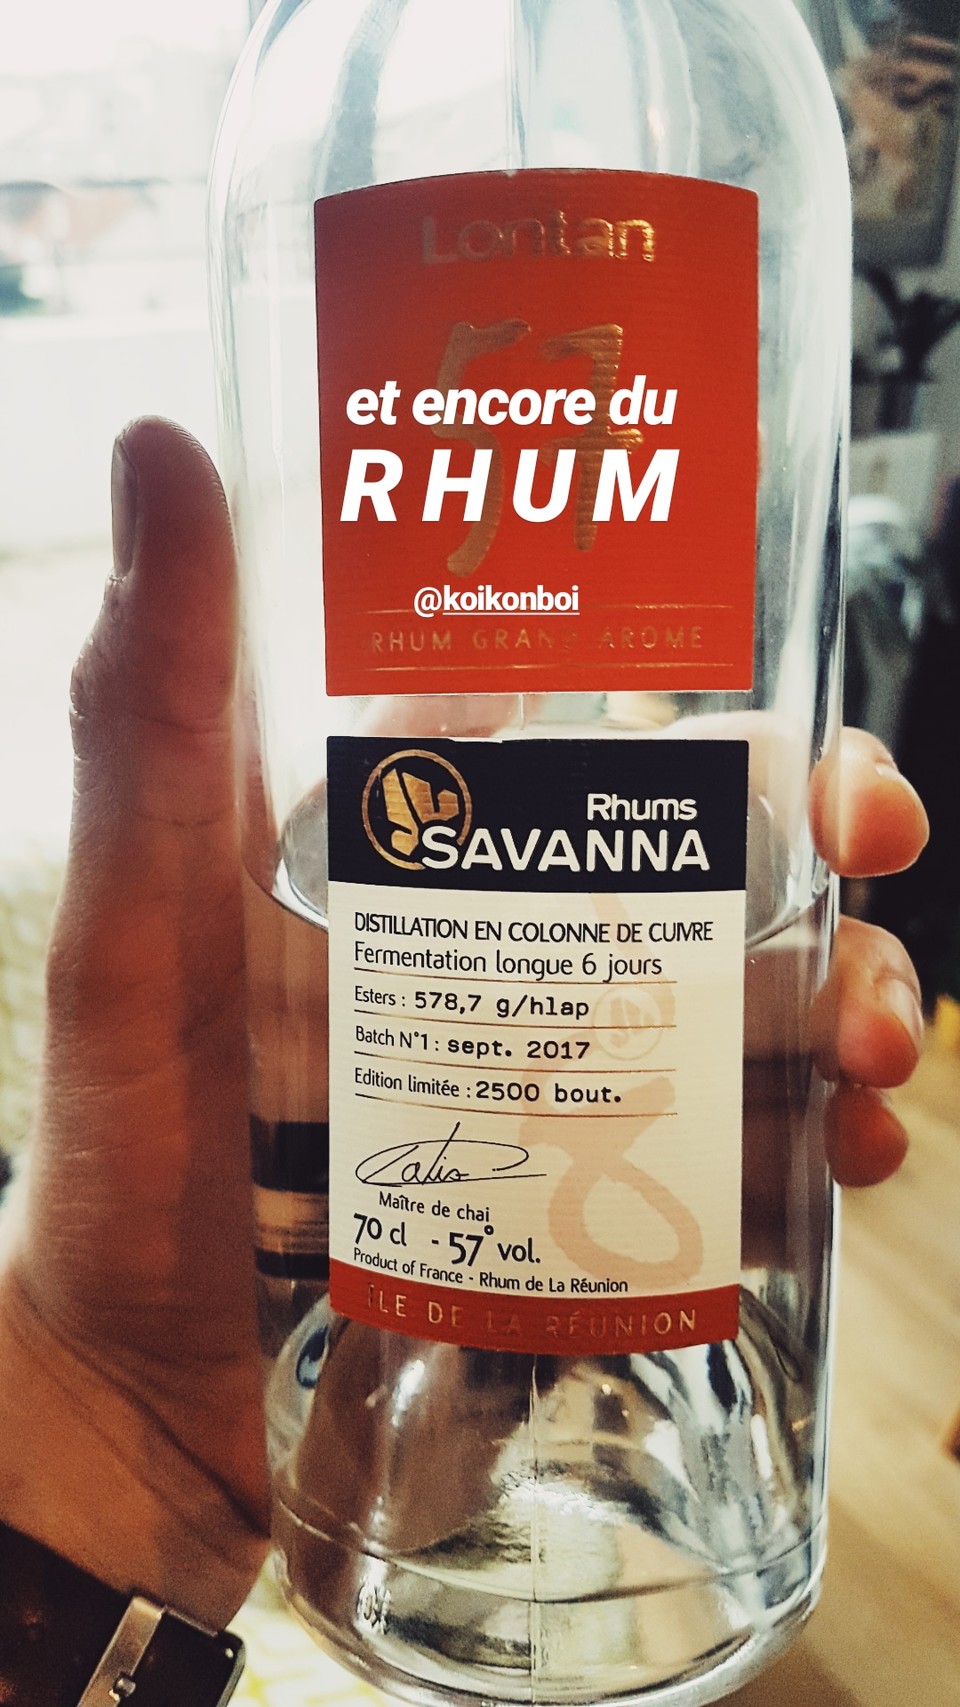 Lontan
57
et encore du
RHUM
@koikonboi
RHUM GRAND AROME
Rhums
SAVANNA
DISTILLATION EN COLONNE DE CUIVRE
Fermentation longue 6 jours
Esters : 578,7 g/hlap
Batch N°1 : sept. 2017
Edition limitée : 2500 bout.
Maître de chai
70 cl - 57° vol.
Product of France - Rhum de La Réunion
ÎLE DE LA RÉUNION